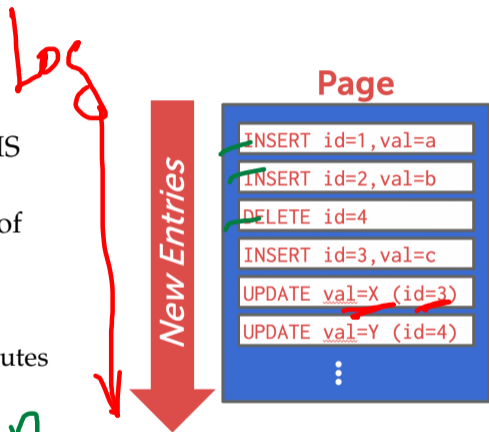 Log
Page
IS
of
utes
New Entries
INSERT id=1,val=a
INSERT id=2,val=b
DELETE id=4
INSERT id=3,val=c
UPDATE val=X (id=3)
UPDATE val=Y (id=4)
⋮